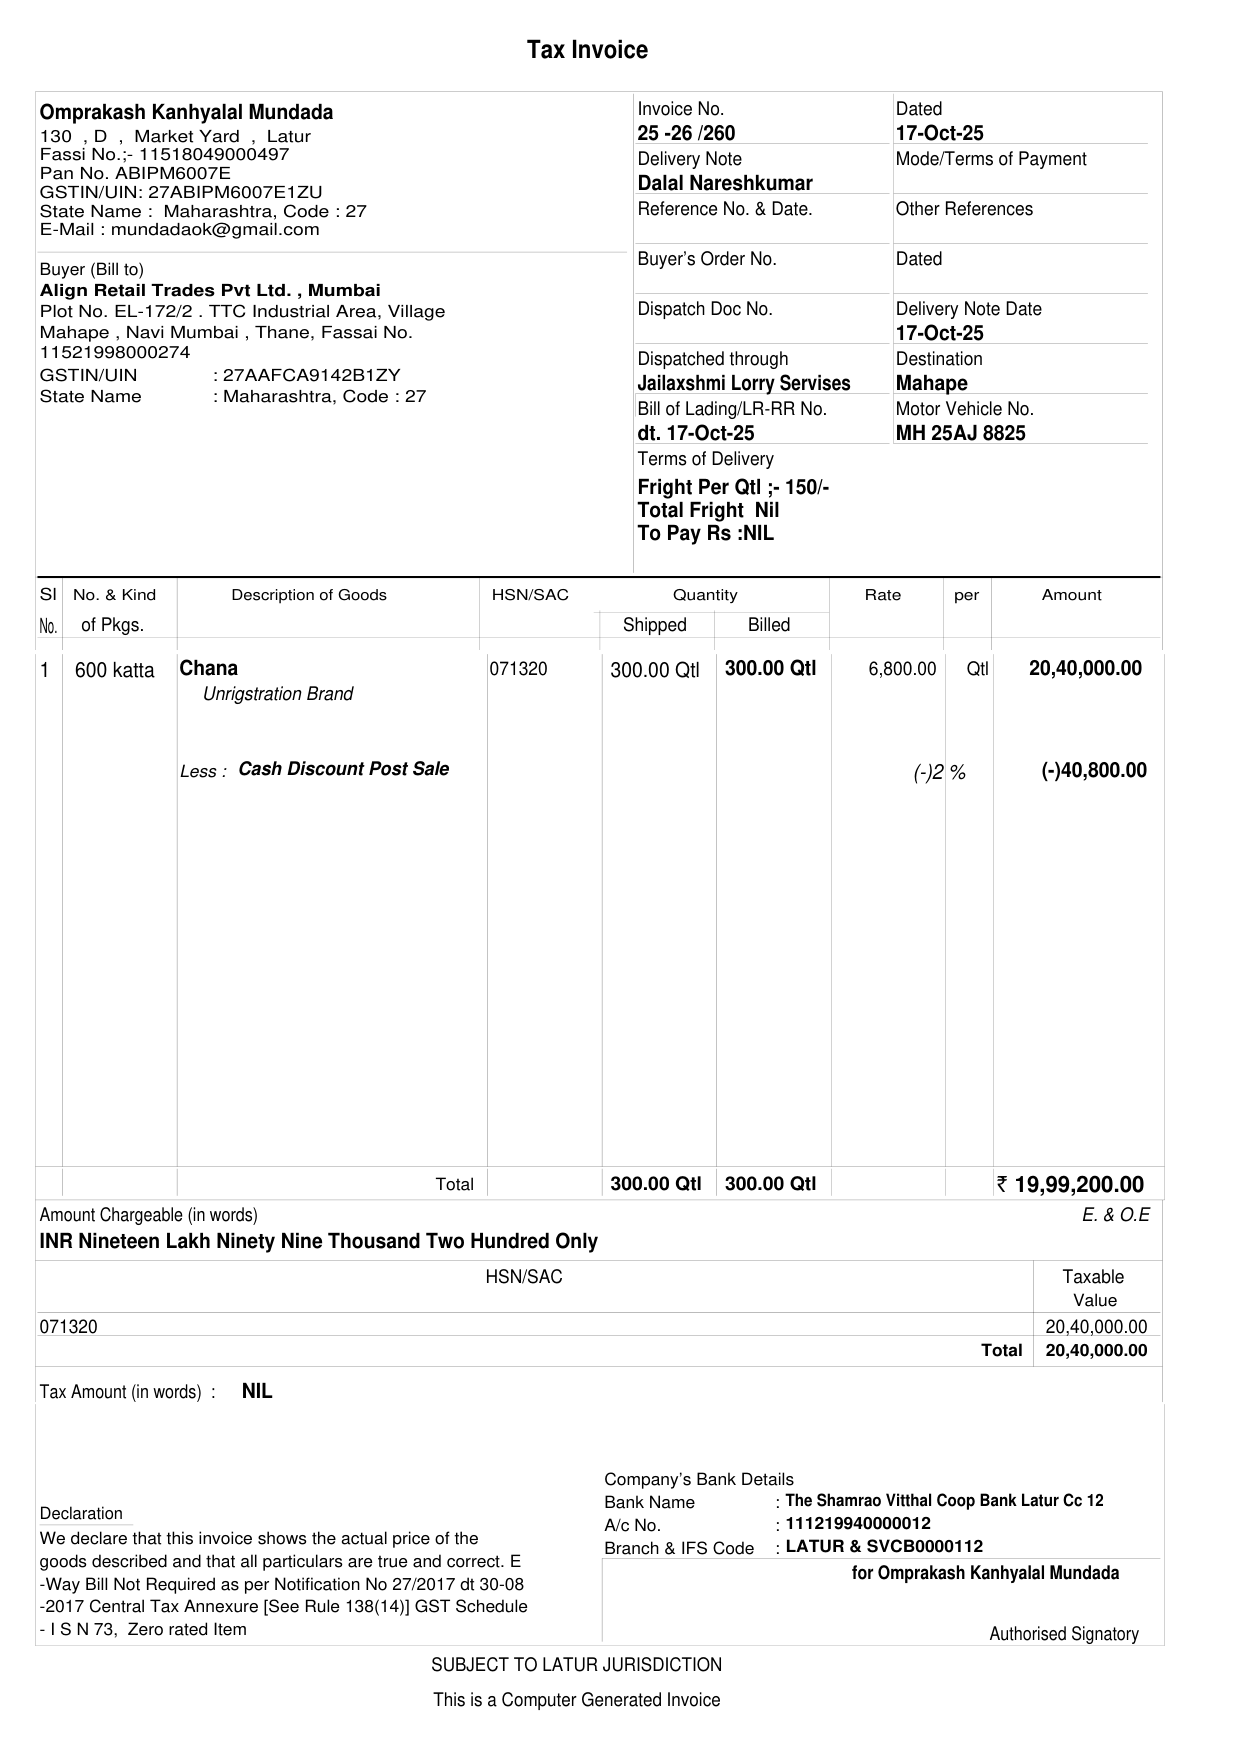 Tax Invoice
Omprakash Kanhyalal Mundada
130 , D , Market Yard , Latur
Fassi No.;- 11518049000497
Pan No. ABIPM6007E
GSTIN/UIN: 27ABIPM6007E1ZU
State Name : Maharashtra, Code : 27
E-Mail : mundadaok@gmail.com
Buyer (Bill to)
Align Retail Trades Pvt Ltd. , Mumbai
Plot No. EL-172/2 . TTC Industrial Area, Village
Mahape , Navi Mumbai , Thane, Fassai No.
11521998000274
GSTIN/UIN : 27AAFCA9142B1ZY
State Name : Maharashtra, Code : 27
Invoice No. Dated
25 -26 /260 17-Oct-25
Delivery Note Mode/Terms of Payment
Dalal Nareshkumar
Reference No. & Date. Other References
Buyer's Order No. Dated
Dispatch Doc No. Delivery Note Date
17-Oct-25
Dispatched through Destination
Jailaxshmi Lorry Servises Mahape
Bill of Lading/LR-RR No. Motor Vehicle No.
dt. 17-Oct-25 MH 25AJ 8825
Terms of Delivery
Fright Per Qtl ;- 150/-
Total Fright Nil
To Pay Rs :NIL
SI No. & Kind Description of Goods HSN/SAC Quantity Rate per Amount
No. of Pkgs. Shipped Billed
1 600 katta Chana 071320 300.00 Qtl 300.00 Qtl 6,800.00 Qtl 20,40,000.00
Unrigstration Brand
Less : Cash Discount Post Sale (-)2 % (-)40,800.00
Total 300.00 Qtl 300.00 Qtl ₹ 19,99,200.00
Amount Chargeable (in words) E. & O.E
INR Nineteen Lakh Ninety Nine Thousand Two Hundred Only
HSN/SAC Taxable
Value
071320 20,40,000.00
Total 20,40,000.00
Tax Amount (in words) : NIL
Company's Bank Details
Bank Name : The Shamrao Vitthal Coop Bank Latur Cc 12
A/c No. : 111219940000012
Branch & IFS Code : LATUR & SVCB0000112
Declaration
We declare that this invoice shows the actual price of the
goods described and that all particulars are true and correct. E
-Way Bill Not Required as per Notification No 27/2017 dt 30-08
-2017 Central Tax Annexure [See Rule 138(14)] GST Schedule
- I S N 73, Zero rated Item
for Omprakash Kanhyalal Mundada
Authorised Signatory
SUBJECT TO LATUR JURISDICTION
This is a Computer Generated Invoice